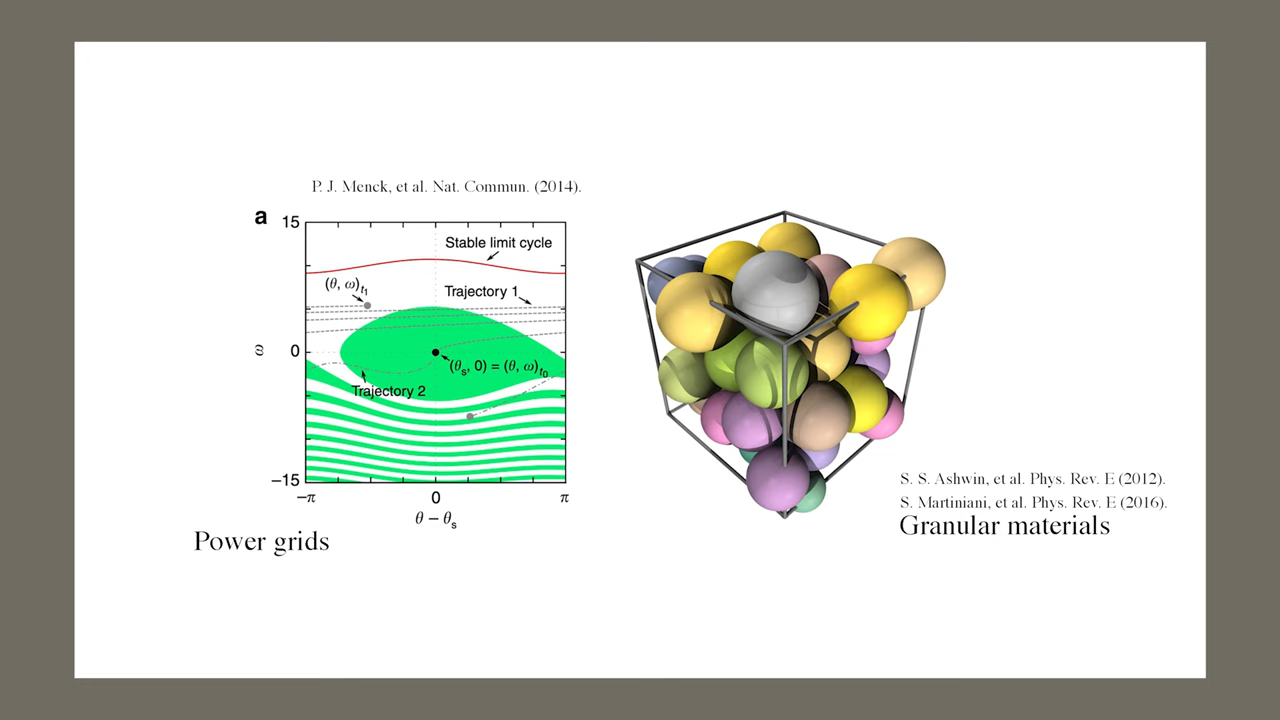 P. J. Menck, et al. Nat. Commun. (2014).
a
15
Stable limit cycle
(θ, ω)t1
Trajectory 1
ω
0
(θs, 0) = (θ, ω)t0
Trajectory 2
−15
−π
0
π
θ − θs
Power grids
S. S. Ashwin, et al. Phys. Rev. E (2012).
S. Martiniani, et al. Phys. Rev. E (2016).
Granular materials